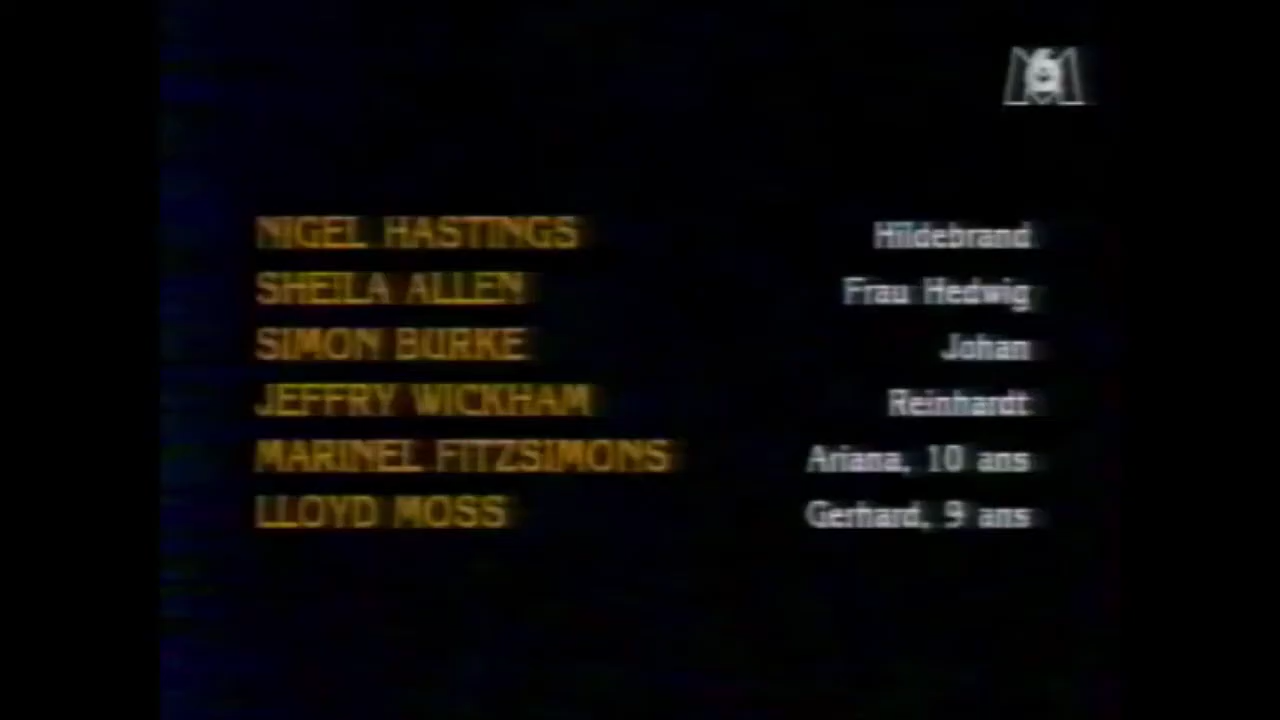 M6
NIGEL HASTINGS Hildebrand
SHEILA ALLEN Frau Hedwig
SIMON BURKE Johan
JEFFRY WICKHAM Reinhardt
MARINEL FITZSIMONS Ariana, 10 ans
LLOYD MOSS Gerhard, 9 ans